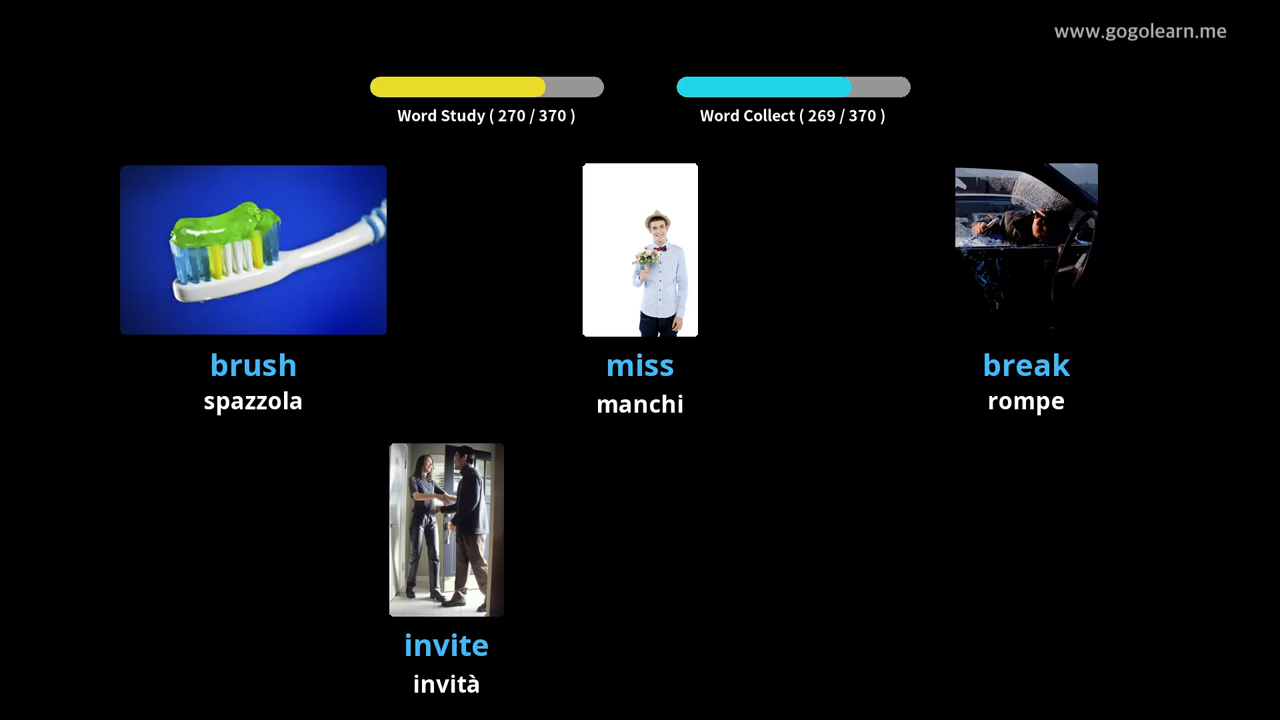 www.gogolearn.me
Word Study ( 270 / 370 )
Word Collect ( 269 / 370 )
brush
spazzola
miss
manchi
break
rompe
invite
invità